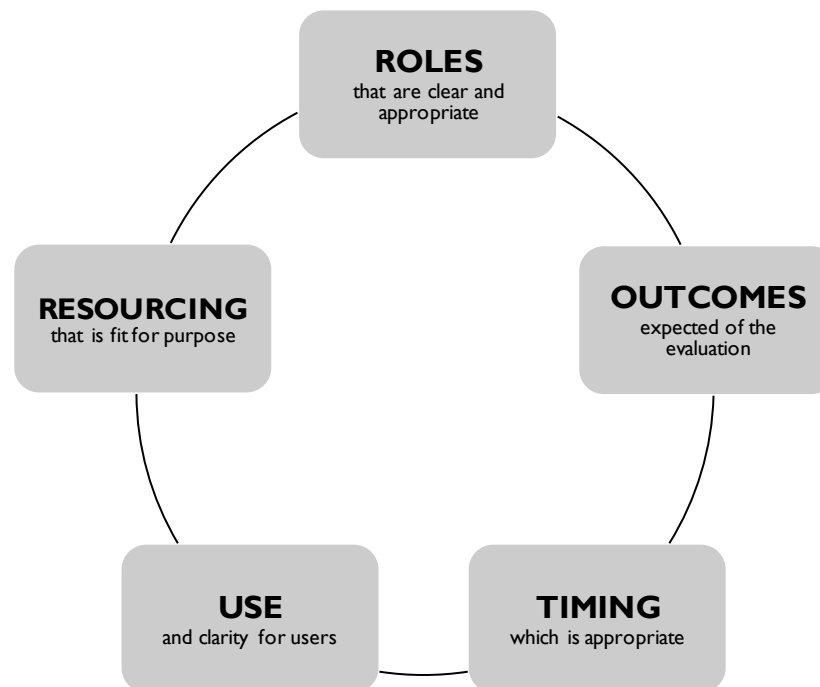 ROLES
that are clear and
appropriate
OUTCOMES
expected of the
evaluation
TIMING
which is appropriate
USE
and clarity for users
RESOURCING
that is fit for purpose